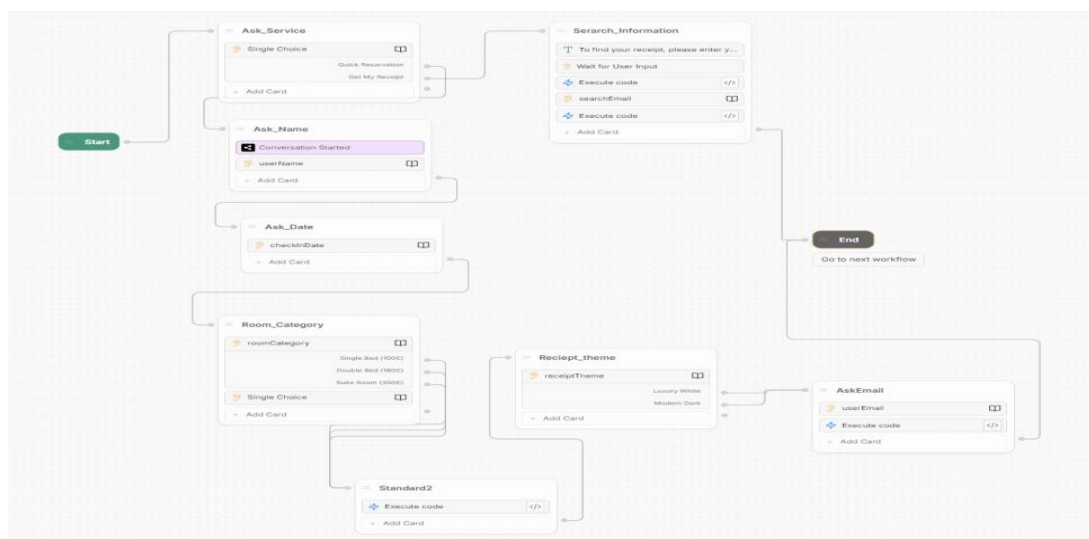 Start
Ask_Service
Single Choice
Quick Reservation
Get My Receipt
+ Add Card
Ask_Name
Conversation Started
userName
+ Add Card
Ask_Date
checkInDate
+ Add Card
Room_Category
roomCategory
Single Bed (100€)
Double Bed (180€)
Suite Room (350€)
Single Choice
+ Add Card
Standard2
Execute code
</>
+ Add Card
Serarch_Information
T To find your receipt, please enter y...
Wait for User Input
Execute code </>
searchEmail
Execute code </>
+ Add Card
Reciept_theme
receiptTheme
Luxury White
Modern Dark
+ Add Card
AskEmail
userEmail
Execute code </>
+ Add Card
End
Go to next workflow